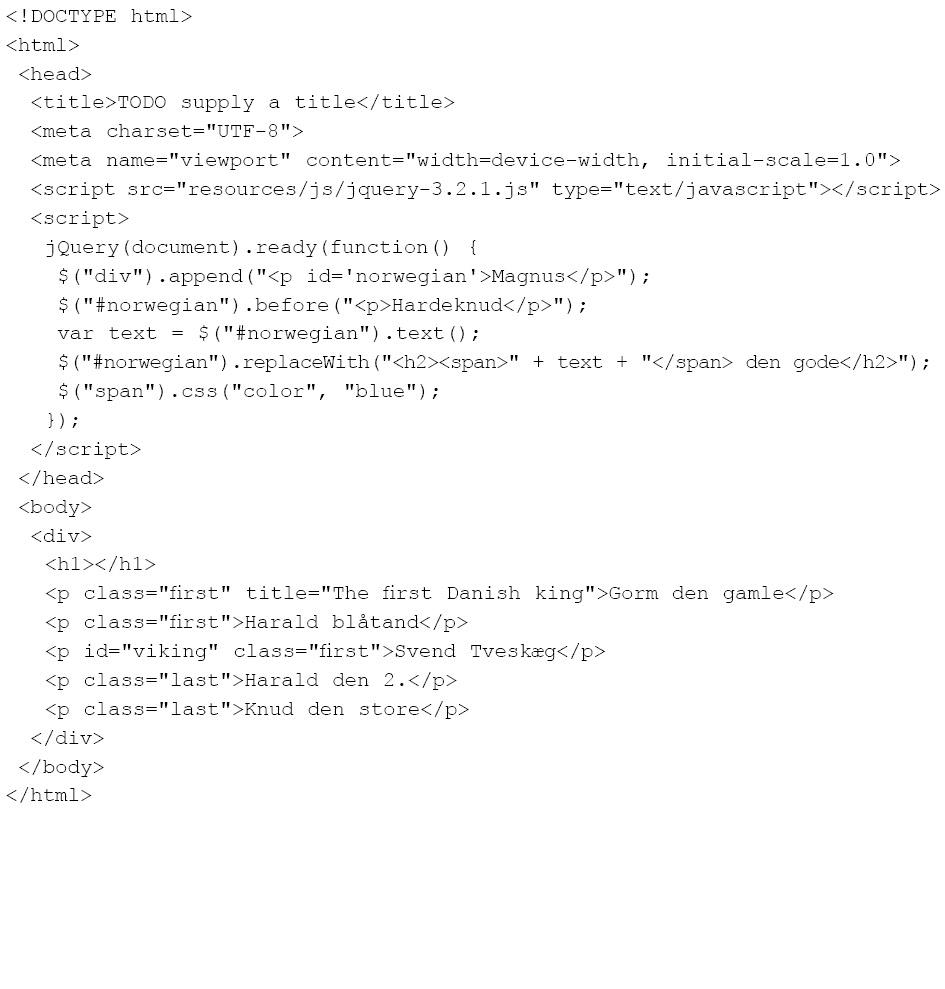 <!DOCTYPE html>
<html>
<head>
<title>TODO supply a title</title>
<meta charset="UTF-8">
<meta name="viewport" content="width=device-width, initial-scale=1.0">
<script src="resources/js/jquery-3.2.1.js" type="text/javascript"></script>
<script>
jQuery(document).ready(function() {
$("div").append("<p id='norwegian'>Magnus</p>");
$("#norwegian").before("<p>Hardeknud</p>");
var text = $("#norwegian").text();
$("#norwegian").replaceWith("<h2><span>" + text + "</span> den gode</h2>");
$("span").css("color", "blue");
});
</script>
</head>
<body>
<div>
<h1></h1>
<p class="first" title="The first Danish king">Gorm den gamle</p>
<p class="first">Harald blåtand</p>
<p id="viking" class="first">Svend Tveskæg</p>
<p class="last">Harald den 2.</p>
<p class="last">Knud den store</p>
</div>
</body>
</html>